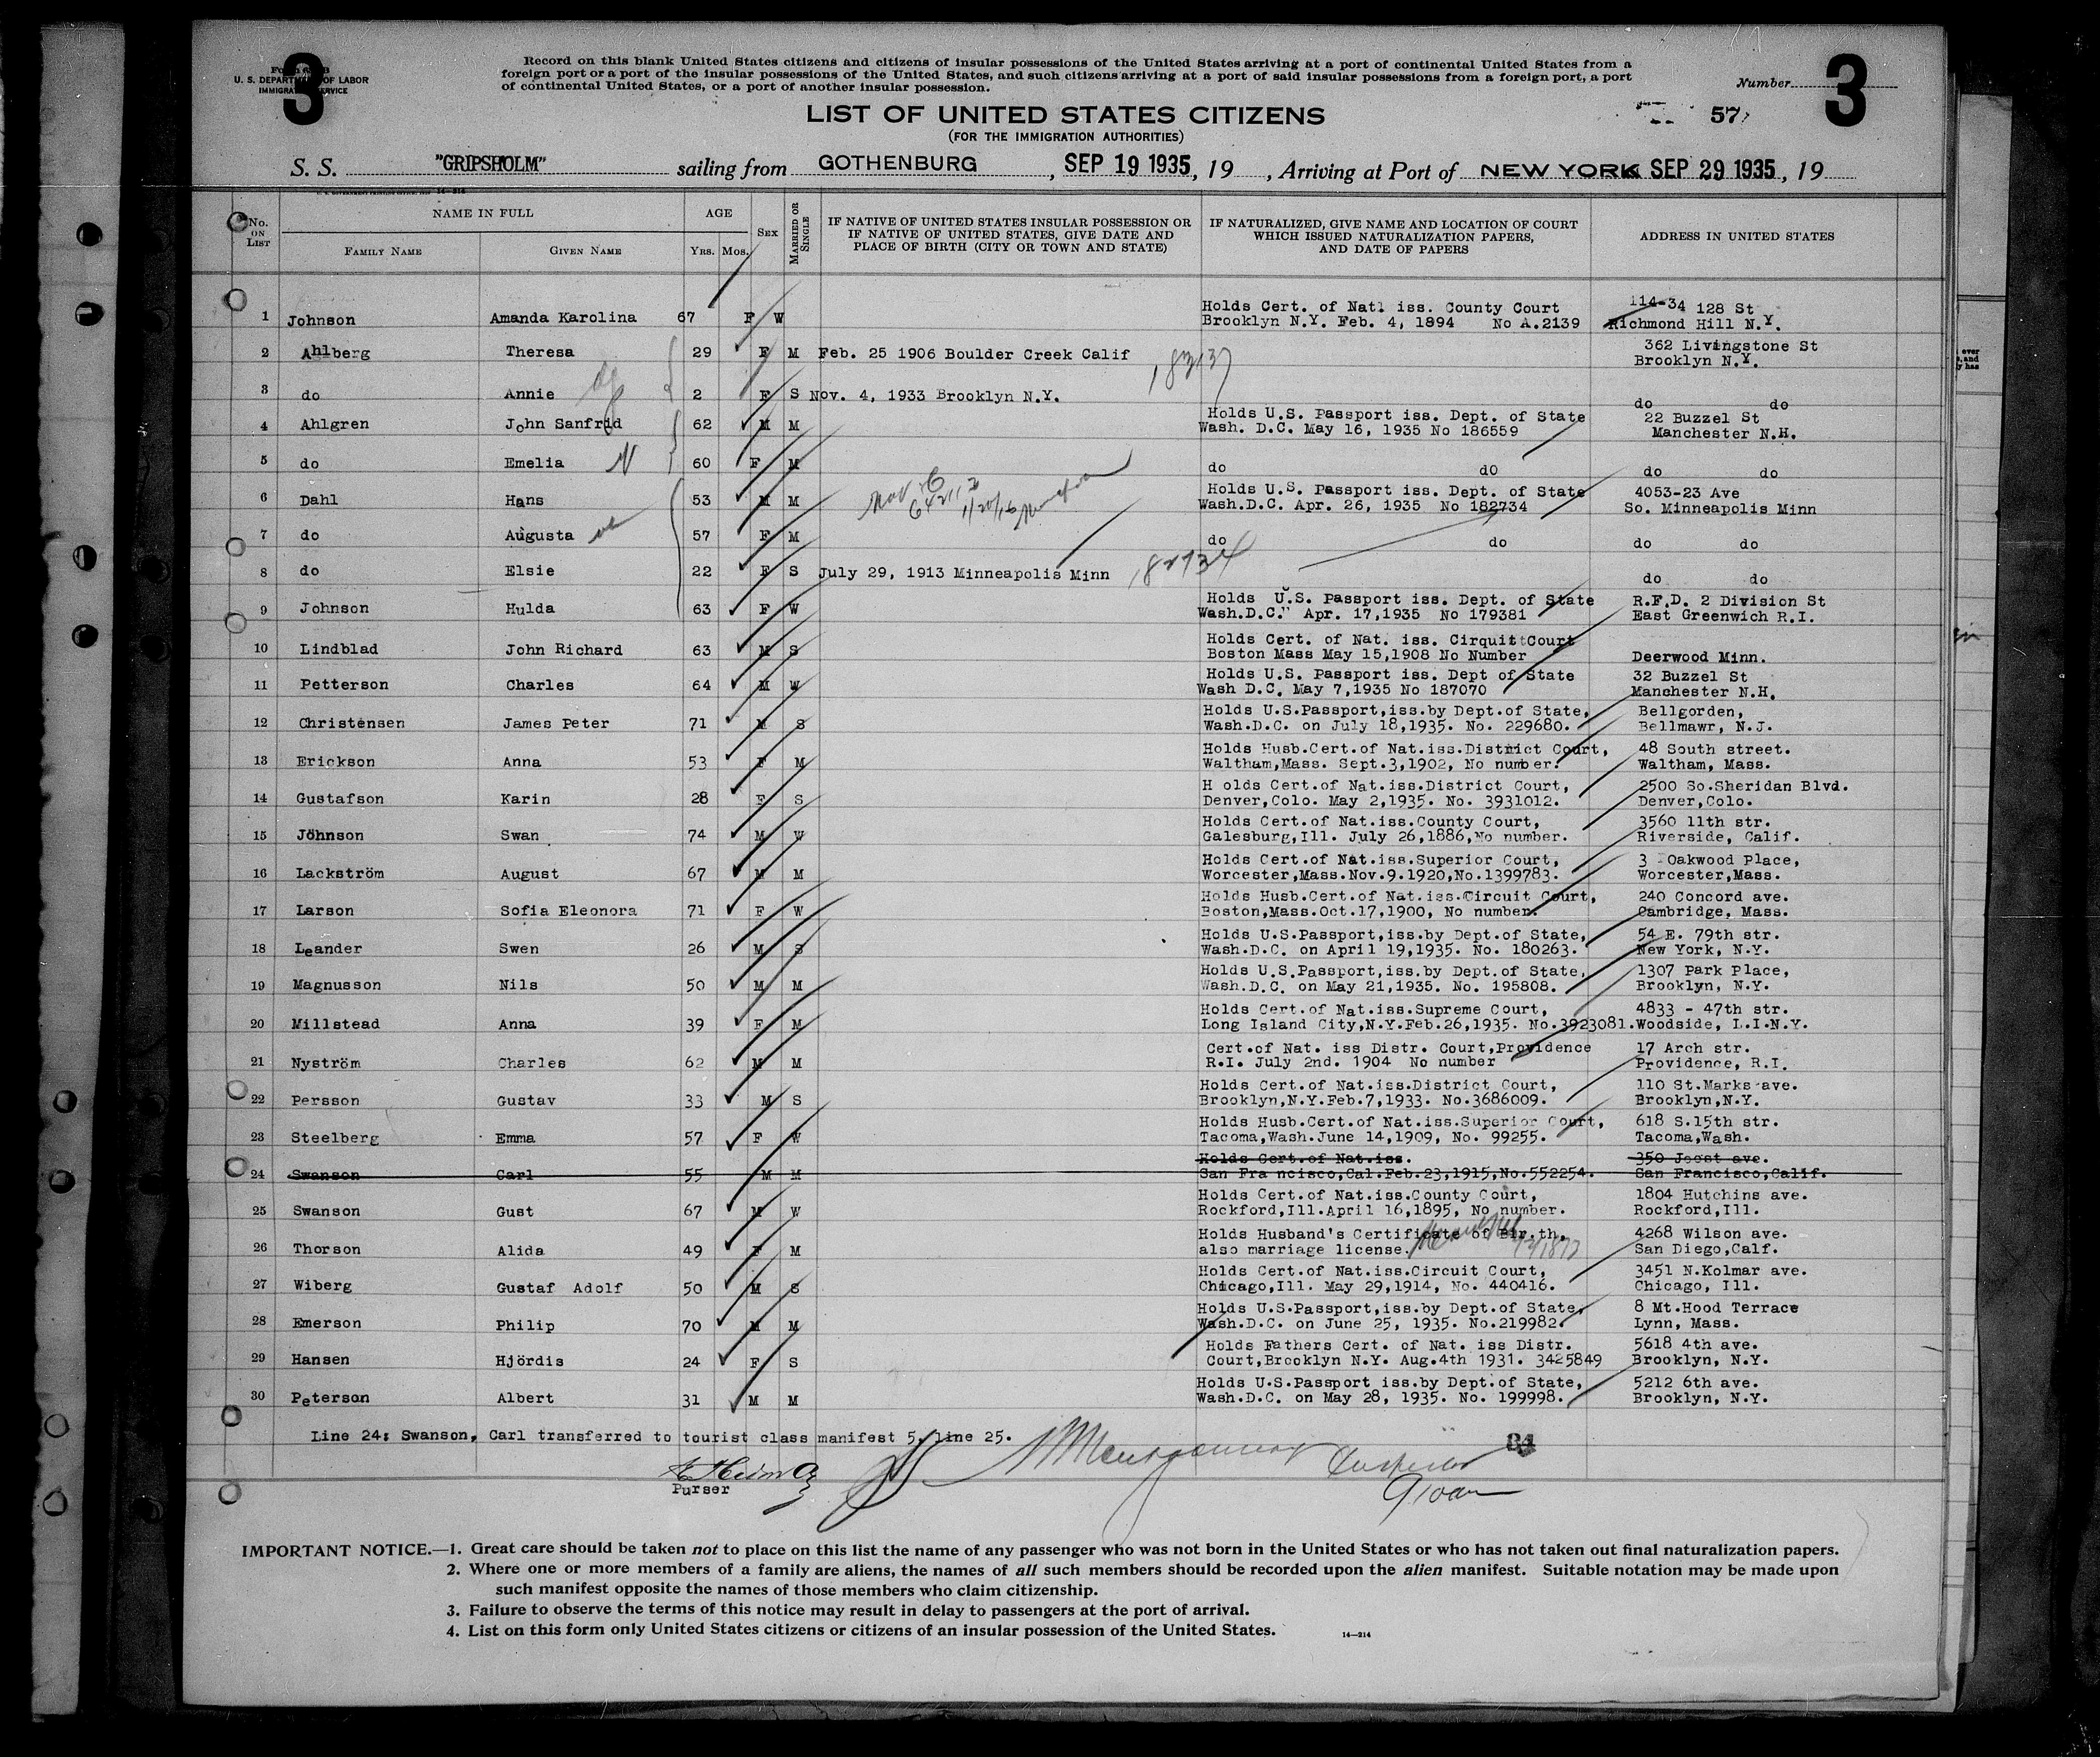 3
U. S. DEPARTMENT OF LABOR
IMMIGRATION SERVICE
Record on this blank United States citizens and citizens of insular possessions of the United States arriving at a port of continental United States from a
foreign port or a port of the insular possessions of the United States, and such citizens arriving at a port of said insular possessions from a foreign port, a port
of continental United States, or a port of another insular possession.
Number 3
57
LIST OF UNITED STATES CITIZENS
(FOR THE IMMIGRATION AUTHORITIES)
S. S. "GRIPSHOLM" sailing from GOTHENBURG, SEP 19 1935, 19 , Arriving at Port of NEW YORK SEP 29 1935, 19
No. ON LIST NAME IN FULL AGE SEX MARRIED OR SINGLE IF NATIVE OF UNITED STATES INSULAR POSSESSION OR IF NATIVE OF UNITED STATES, GIVE DATE AND PLACE OF BIRTH (CITY OR TOWN AND STATE) IF NATURALIZED, GIVE NAME AND LOCATION OF COURT WHICH ISSUED NATURALIZATION PAPERS, AND DATE OF PAPERS ADDRESS IN UNITED STATES
FAMILY NAME GIVEN NAME YRS. MOS.
Holds Cert. of Natl iss. County Court 114-34 128 St
1 Johnson Amanda Karolina 67 F W Brooklyn N.Y. Feb. 4, 1894 No A.2139 Richmond Hill N.Y.
2 Ahlberg Theresa 29 F M Feb. 25 1906 Boulder Creek Calif 18313 362 Livingstone St
Brooklyn N.Y.
3 do Annie 2 F S Nov. 4, 1933 Brooklyn N.Y. do do
Holds U.S. Passport iss. Dept. of State 22 Buzzel St
4 Ahlgren John Sanfrid 62 M M Wash. D.C. May 16, 1935 No 186559 Manchester N.H.
5 do Emelia N 60 F M do do do do
Holds U.S. Passport iss. Dept. of State 4053-23 Ave
6 Dahl Hans 53 M M Wash.D.C. Apr. 26, 1935 No 182734 So. Minneapolis Minn
7 do Augusta 57 F M do do do do
8 do Elsie 22 F S July 29, 1913 Minneapolis Minn 182734 do do
Holds U.S. Passport iss. Dept. of State R.F.D. 2 Division St
9 Johnson Hulda 63 F W Wash.D.C." Apr. 17,1935 No 179381 East Greenwich R.I.
Holds Cert. of Nat. iss. Cirquit Court
10 Lindblad John Richard 63 M S Boston Mass May 15,1908 No Number Deerwood Minn.
Holds U.S. Passport iss. Dept of State 32 Buzzel St
11 Petterson Charles 64 M W Wash D.C. May 7,1935 No 187070 Manchester N.H.
Holds U.S.Passport,iss.by Dept.of State, Bellgorden,
12 Christensen James Peter 71 M S Wash.D.C. on July 18,1935. No. 229680. Bellmawr, N.J.
Holds Husb.Cert.of Nat.iss.District Court, 48 South street.
13 Erickson Anna 53 F M Waltham,Mass. Sept.3,1902, No number. Waltham, Mass.
H olds Cert.of Nat.iss.District Court, 2500 So.Sheridan Blvd.
14 Gustafson Karin 28 F S Denver,Colo. May 2,1935. No. 3931012. Denver,Colo.
Holds Cert.of Nat.iss.County Court, 3560 11th str.
15 Johnson Swan 74 M W Galesburg,Ill. July 26,1886,No number. Riverside, Calif.
Holds Cert.of Nat.iss.Superior Court, 3 Oakwood Place,
16 Lackström August 67 M M Worcester,Mass.Nov.9.1920,No.1399783. Worcester,Mass.
Holds Husb.Cert.of Nat.iss.Circuit Court, 240 Concord ave.
17 Larson Sofia Eleonora 71 F W Boston,Mass.Oct.17,1900, No number. Cambridge, Mass.
Holds U.S.Passport,iss.by Dept.of State, 54 E. 79th str.
18 Leander Swen 26 M S Wash.D.C. on April 19,1935. No. 180263. New York, N.Y.
Holds U.S.Passport,iss.by Dept.of State, 1307 Park Place,
19 Magnusson Nils 50 M M Wash.D.C. on May 21,1935. No. 195808. Brooklyn, N.Y.
Holds Cert.of Nat.iss.Supreme Court, 4833 - 47th str.
20 Millstead Anna 39 F M Long Island City,N.Y.Feb.26,1935. No.3923081. Woodside, L.I.N.Y.
Cert.of Nat. iss Distr. Court,Providence 17 Arch str.
21 Nyström Charles 62 M M R.I. July 2nd. 1904 No number Providence, R.I.
Holds Cert.of Nat.iss.District Court, 110 St.Marks ave.
22 Persson Gustav 33 M S Brooklyn,N.Y.Feb.7,1933. No.3686009. Brooklyn,N.Y.
Holds Husb.Cert.of Nat.iss.Superior Court, 618 S.15th str.
23 Steelberg Emma 57 F W Tacoma,Wash.June 14,1909, No. 99255. Tacoma,Wash.
Holds Cert.of Nat.iss. 350 Joost ave.
24 Swanson Carl 55 M M San Fra ncisco,Cal.Feb.23,1915,No.552254. San Francisco,Calif.
Holds Cert.of Nat.iss.County Court, 1804 Hutchins ave.
25 Swanson Gust 67 M W Rockford,Ill.April 16,1895, No number. Rockford,Ill.
Holds Husband's Certificate of Bir.th, 4268 Wilson ave.
26 Thorson Alida 49 F M also marriage license. San Diego,Calf.
Holds Cert.of Nat.iss.Circuit Court, 3451 N.Kolmar ave.
27 Wiberg Gustaf Adolf 50 M S Chicago,Ill. May 29,1914, No. 440416. Chicago, Ill.
Holds U.S.Passport,iss.by Dept.of State, 8 Mt.Hood Terrace
28 Emerson Philip 70 M M Wash.D.C. on June 25, 1935. No.219982. Lynn, Mass.
Holds Fathers Cert. of Nat. iss Distr. 5618 4th ave.
29 Hansen Hjördis 24 F S Court,Brooklyn N.Y. Aug.4th 1931. 3425849 Brooklyn, N.Y.
Holds U.S.Passport iss.by Dept.of State, 5212 6th ave.
30 Peterson Albert 31 M M Wash.D.C. on May 28, 1935. No. 199998. Brooklyn, N.Y.
Line 24: Swanson, Carl transferred to tourist class manifest 5, line 25.
Purser
IMPORTANT NOTICE.—1. Great care should be taken not to place on this list the name of any passenger who was not born in the United States or who has not taken out final naturalization papers.
2. Where one or more members of a family are aliens, the names of all such members should be recorded upon the alien manifest. Suitable notation may be made upon
such manifest opposite the names of those members who claim citizenship.
3. Failure to observe the terms of this notice may result in delay to passengers at the port of arrival.
4. List on this form only United States citizens or citizens of an insular possession of the United States.
14—214